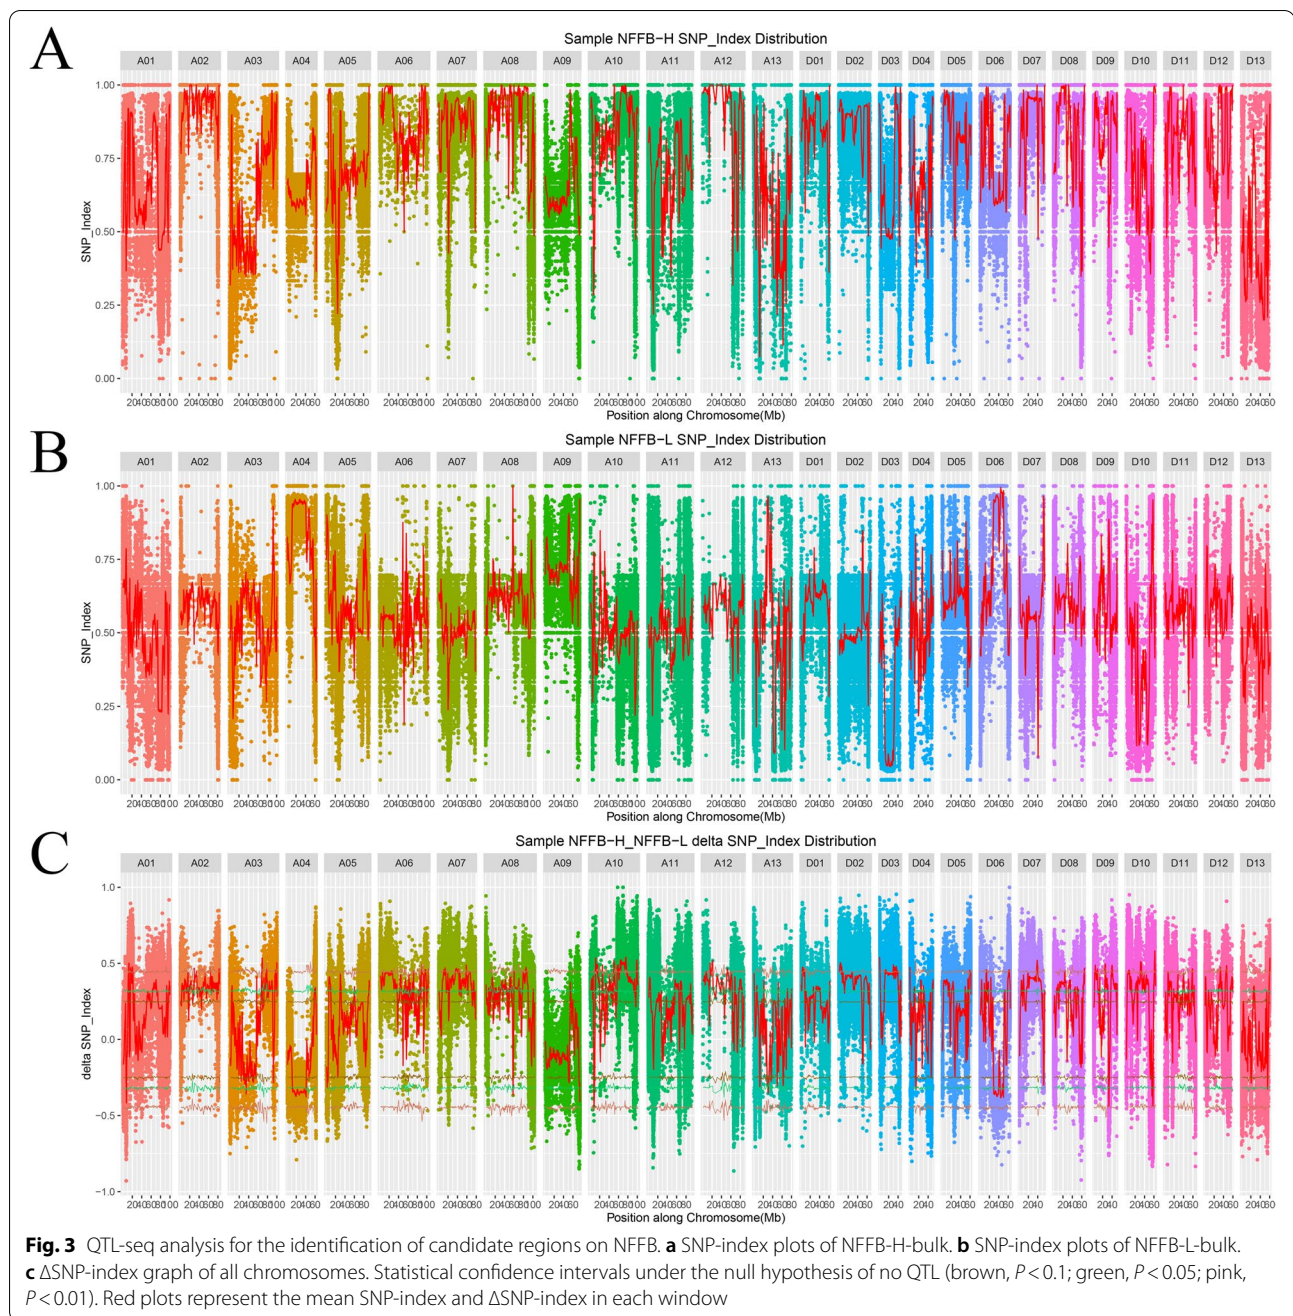 A
Sample NFFB−H SNP_Index Distribution
A01 A02 A03 A04 A05 A06 A07 A08 A09 A10 A11 A12 A13 D01 D02 D03 D04 D05 D06 D07 D08 D09 D10 D11 D12 D13
1.00
0.75
0.50
0.25
0.00
SNP_Index
Position along Chromosome(Mb)
B
Sample NFFB−L SNP_Index Distribution
A01 A02 A03 A04 A05 A06 A07 A08 A09 A10 A11 A12 A13 D01 D02 D03 D04 D05 D06 D07 D08 D09 D10 D11 D12 D13
1.00
0.75
0.50
0.25
0.00
SNP_Index
Position along Chromosome(Mb)
C
Sample NFFB−H_NFFB−L delta SNP_Index Distribution
A01 A02 A03 A04 A05 A06 A07 A08 A09 A10 A11 A12 A13 D01 D02 D03 D04 D05 D06 D07 D08 D09 D10 D11 D12 D13
1.0
0.5
0.0
−0.5
−1.0
delta SNP_Index
Position along Chromosome(Mb)
Fig. 3 QTL-seq analysis for the identification of candidate regions on NFFB. a SNP-index plots of NFFB-H-bulk. b SNP-index plots of NFFB-L-bulk.
c ΔSNP-index graph of all chromosomes. Statistical confidence intervals under the null hypothesis of no QTL (brown, P < 0.1; green, P < 0.05; pink,
P < 0.01). Red plots represent the mean SNP-index and ΔSNP-index in each window